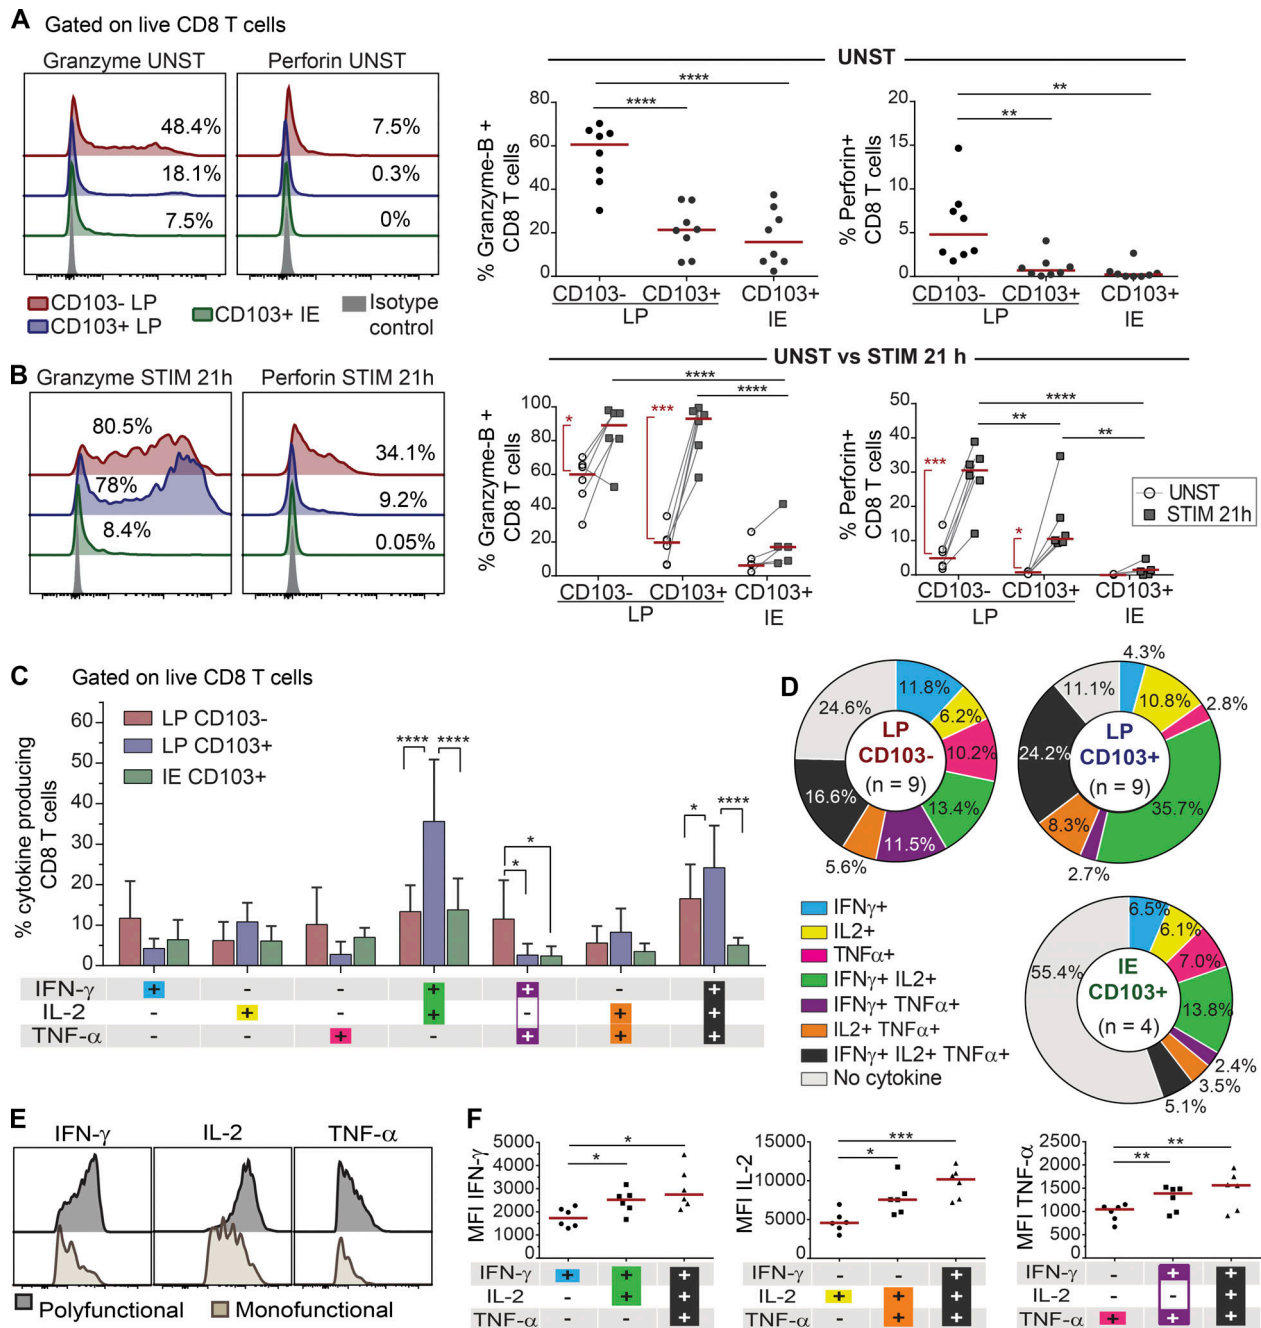 A Gated on live CD8 T cells
Granzyme UNST
Perforin UNST
48.4%
18.1%
7.5%
7.5%
0.3%
0%
CD103- LP
CD103+ LP
CD103+ IE
Isotype
control
UNST
% Granzyme-B +
CD8 T cells
80
60
40
20
0
****
****
CD103-
CD103+
CD103+
LP
IE
% Perforin+
CD8 T cells
20
15
10
5
0
**
**
CD103-
CD103+
CD103+
LP
IE
B
Granzyme STIM 21h
Perforin STIM 21h
80.5%
78%
8.4%
34.1%
9.2%
0.05%
UNST vs STIM 21 h
% Granzyme-B +
CD8 T cells
100
80
60
40
20
0
****
****
*
***
CD103-
CD103+
CD103+
LP
IE
% Perforin+
CD8 T cells
50
40
30
20
10
0
****
**
**
***
*
CD103-
CD103+
CD103+
LP
IE
UNST
STIM 21h
C Gated on live CD8 T cells
% cytokine producing
CD8 T cells
60
50
40
30
20
10
0
LP CD103-
LP CD103+
IE CD103+
**** ****
*
*
* ****
IFN-γ + - - + + - +
IL-2 - + - + - + +
TNF-α - - + - + + +
D
LP
CD103-
(n = 9)
11.8%
6.2%
10.2%
13.4%
11.5%
5.6%
16.6%
24.6%
LP
CD103+
(n = 9)
4.3%
10.8%
2.8%
35.7%
2.7%
8.3%
24.2%
11.1%
IFNγ+
IL2+
TNFα+
IFNγ+ IL2+
IFNγ+ TNFα+
IL2+ TNFα+
IFNγ+ IL2+ TNFα+
No cytokine
IE
CD103+
(n = 4)
6.5%
6.1%
7.0%
13.8%
2.4%
3.5%
5.1%
55.4%
E
IFN-γ
IL-2
TNF-α
Polyfunctional
Monofunctional
F
MFI IFN-γ
5000
4000
3000
2000
1000
0
*
*
IFN-γ + + +
IL-2 - + +
TNF-α - - +
MFI IL-2
15000
10000
5000
0
***
*
- - +
+ + +
- + +
MFI TNF-α
2500
2000
1500
1000
500
0
**
**
IFN-γ - + +
IL-2 - - +
TNF-α + + +